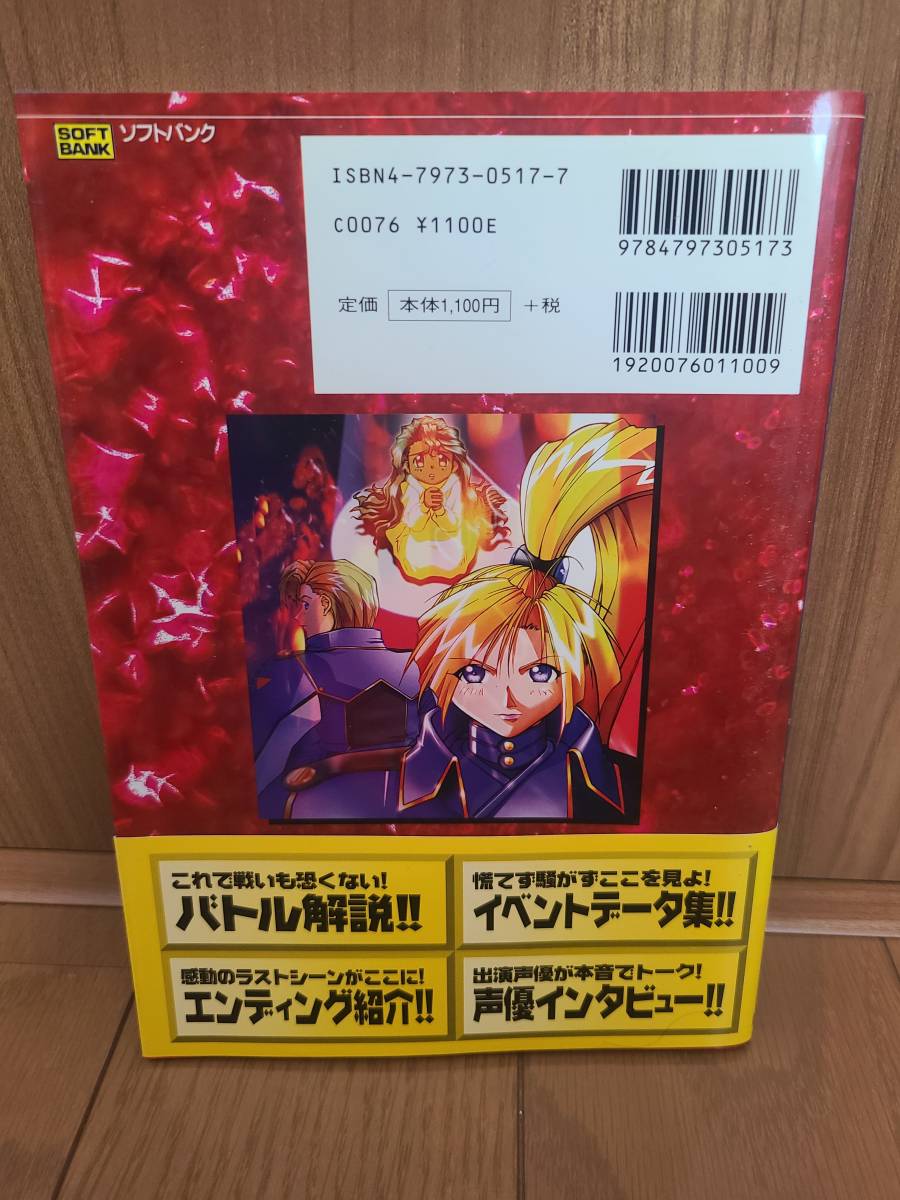 SOFT BANK ソフトバンク
ISBN4-7973-0517-7
C0076 ¥1100E
定価 本体1,100円 +税
9784797305173
1920076011009
これで戦いも恐くない!
バトル解説!!
慌てず騒がずここを見よ!
イベントデータ集!!
感動のラストシーンがここに!
エンディング紹介!!
出演声優が本音でトーク!
声優インタビュー!!